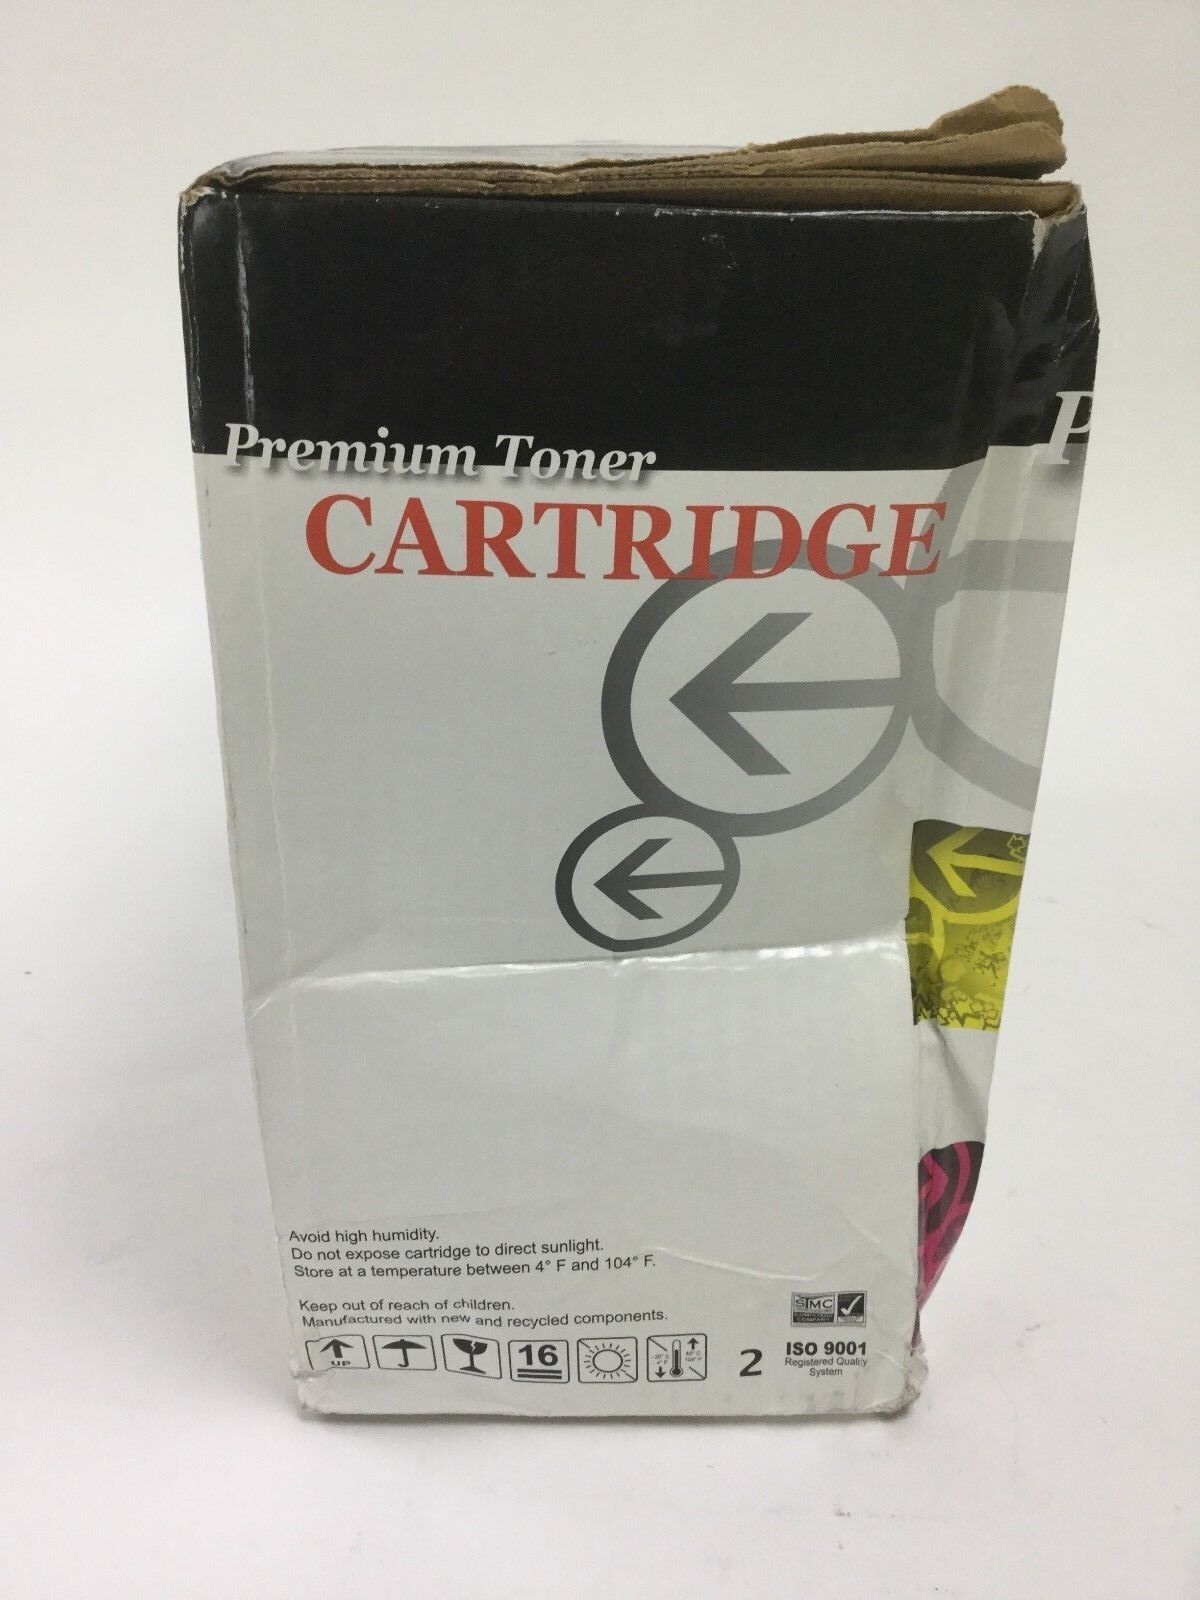 Premium Toner
P
CARTRIDGE
Avoid high humidity.
Do not expose cartridge to direct sunlight.
Store at a temperature between 4° F and 104° F.
Keep out of reach of children.
Manufactured with new and recycled components.
UP
16
2
STMC
COMPANY
ISO 9001
Registered Quality
System